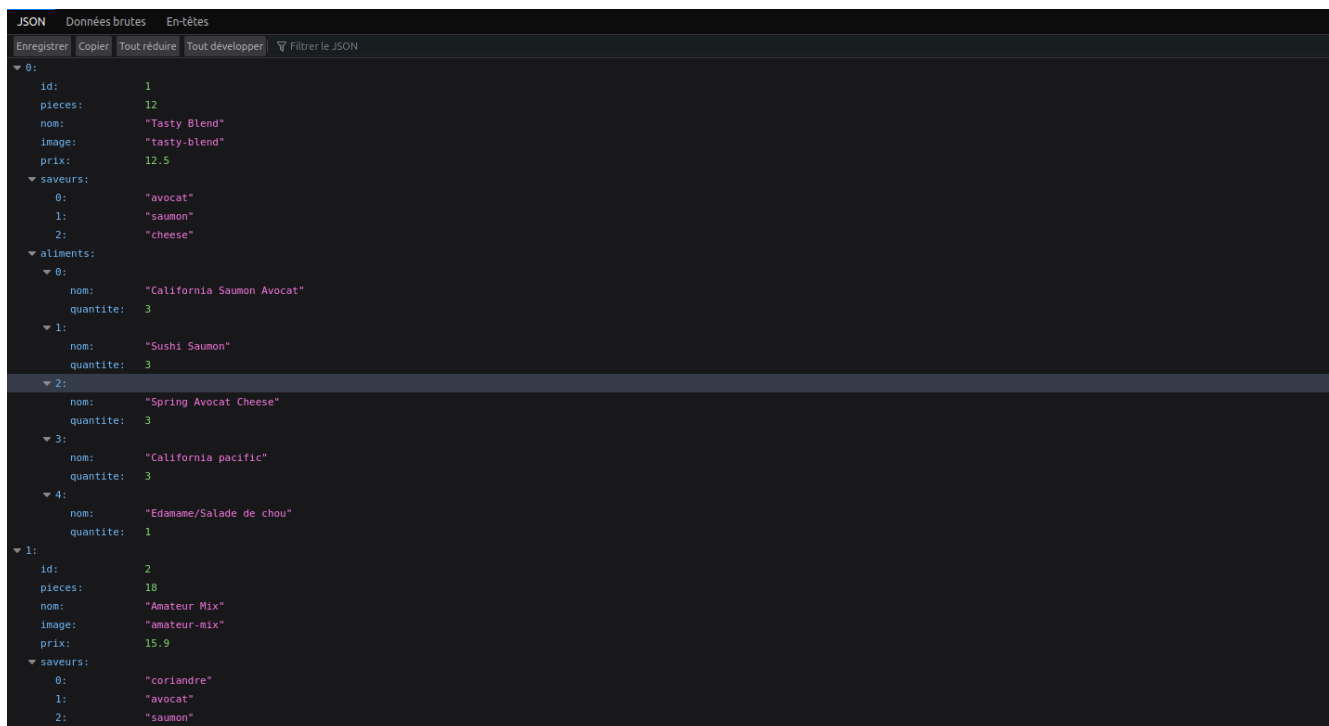 JSON Données brutes En-têtes
Enregistrer Copier Tout réduire Tout développer Filtrer le JSON
0:
id: 1
pieces: 12
nom: "Tasty Blend"
image: "tasty-blend"
prix: 12.5
saveurs:
0: "avocat"
1: "saumon"
2: "cheese"
aliments:
0:
nom: "California Saumon Avocat"
quantite: 3
1:
nom: "Sushi Saumon"
quantite: 3
2:
nom: "Spring Avocat Cheese"
quantite: 3
3:
nom: "California pacific"
quantite: 3
4:
nom: "Edamame/Salade de chou"
quantite: 1
1:
id: 2
pieces: 18
nom: "Amateur Mix"
image: "amateur-mix"
prix: 15.9
saveurs:
0: "coriandre"
1: "avocat"
2: "saumon"